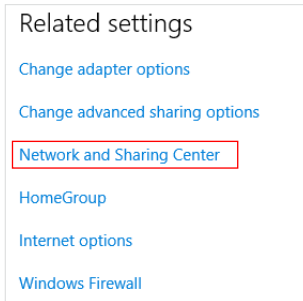 Related settings
Change adapter options
Change advanced sharing options
Network and Sharing Center
HomeGroup
Internet options
Windows Firewall